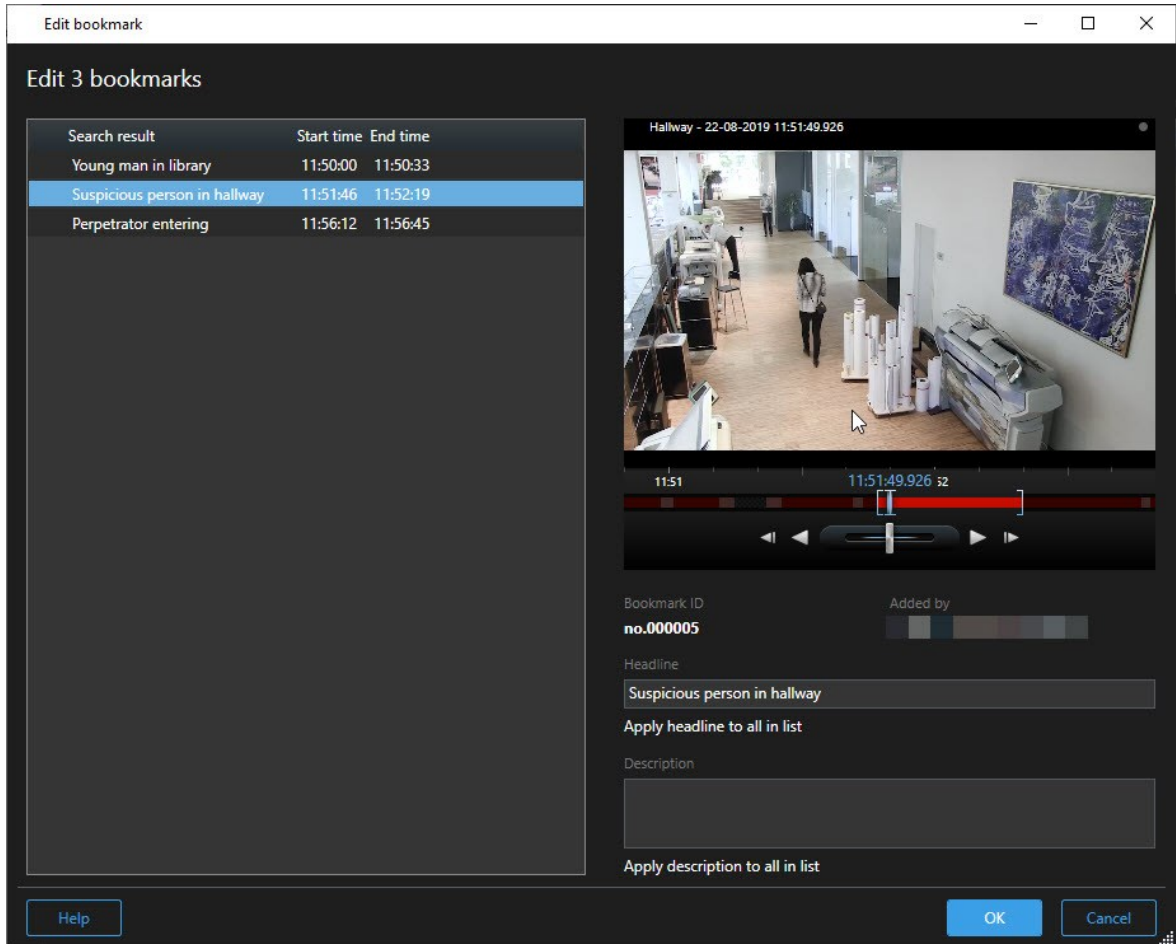 Edit bookmark
Edit 3 bookmarks
Search result Start time End time
Young man in library 11:50:00 11:50:33
Suspicious person in hallway 11:51:46 11:52:19
Perpetrator entering 11:56:12 11:56:45
Hallway - 22-08-2019 11:51:49.926
11:51 11:51:49.926 52
Bookmark ID Added by
no.000005
Headline
Suspicious person in hallway
Apply headline to all in list
Description
Apply description to all in list
Help OK Cancel